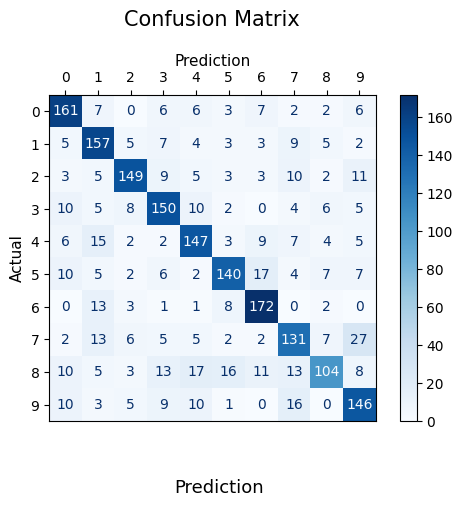 Confusion Matrix
Prediction
0 1 2 3 4 5 6 7 8 9
0 161 7 0 6 6 3 7 2 2 6 160
1 5 157 5 7 4 3 3 9 5 2 140
2 3 5 149 9 5 3 3 10 2 11 120
3 10 5 8 150 10 2 0 4 6 5 100
4 6 15 2 2 147 3 9 7 4 5
Actual
5 10 5 2 6 2 140 17 4 7 7 80
6 0 13 3 1 1 8 172 0 2 0 60
7 2 13 6 5 5 2 2 131 7 27 40
8 10 5 3 13 17 16 11 13 104 8 20
9 10 3 5 9 10 1 0 16 0 146 0
Prediction